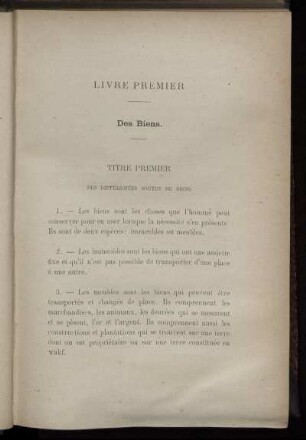 LIVRE PREMIER
Des Biens.
TITRE PREMIER
DES DIFFÉRENTES SORTES DE BIENS
1. — Les biens sont les choses que l'homme peut
conserver pour en user lorsque la nécessité s'en présente.
Ils sont de deux espèces: immeubles ou meubles.
2. — Les immeubles sont les biens qui ont une assiette
fixe et qu'il n'est pas possible de transporter d'une place
à une autre.
3. — Les meubles sont les biens qui peuvent être
transportés et changés de place. Ils comprennent les
marchandises, les animaux, les denrées qui se mesurent
et se pèsent, l'or et l'argent. Ils comprennent aussi les
constructions et plantations qui se trouvent sur une terre
dont on est propriétaire ou sur une terre constituée en
wakf.